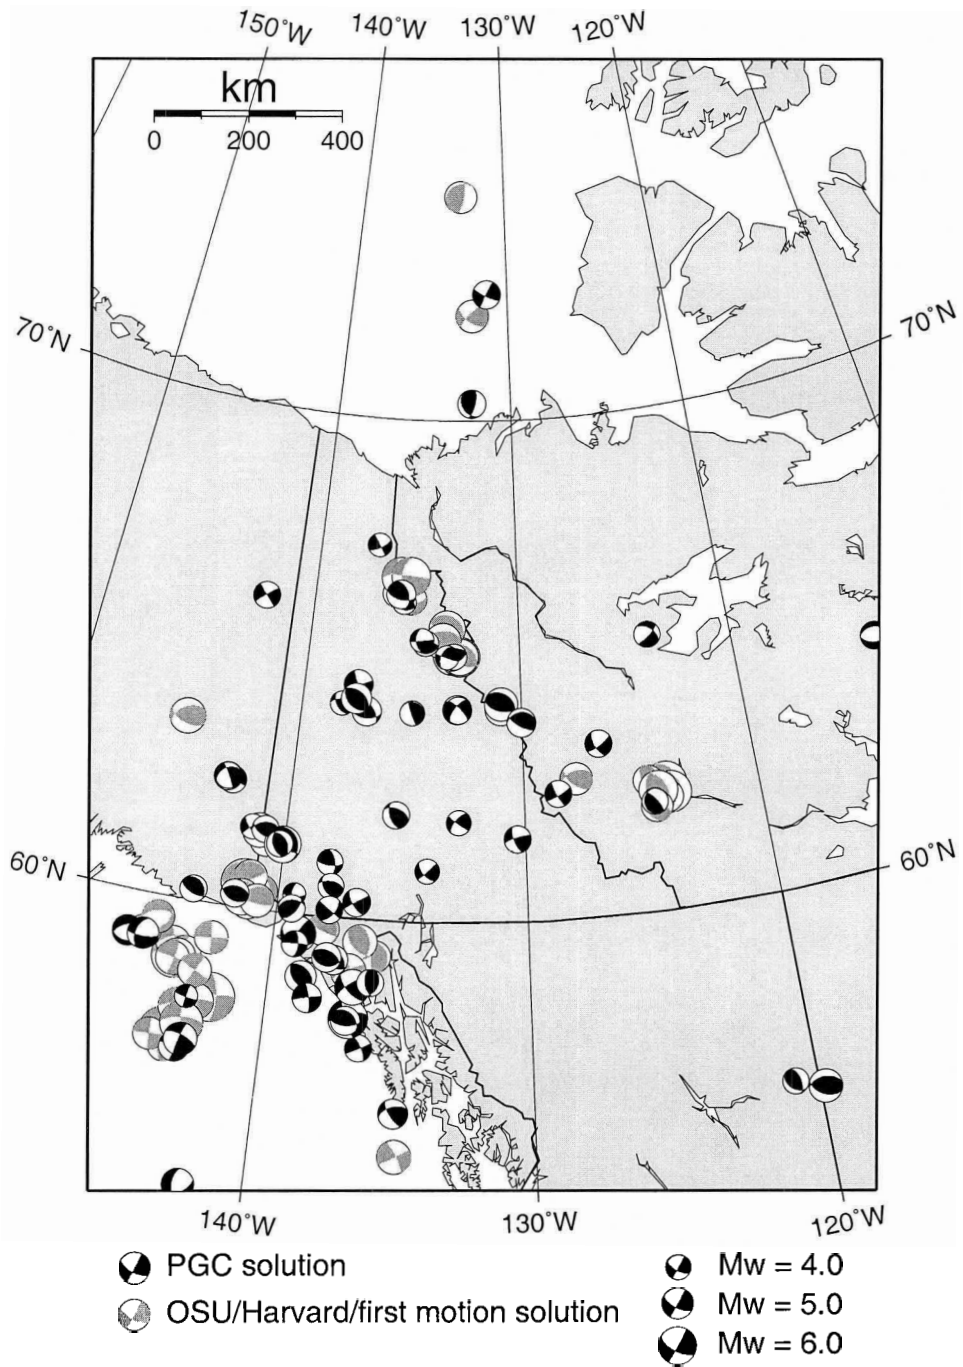 150°W 140°W 130°W 120°W
km
0 200 400
70°N 70°N
60°N 60°N
140°W 130°W 120°W
PGC solution Mw = 4.0
OSU/Harvard/first motion solution Mw = 5.0
Mw = 6.0